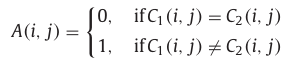 A(i, j) = { 0, if C₁(i, j) = C₂(i, j)
1, if C₁(i, j) ≠ C₂(i, j)